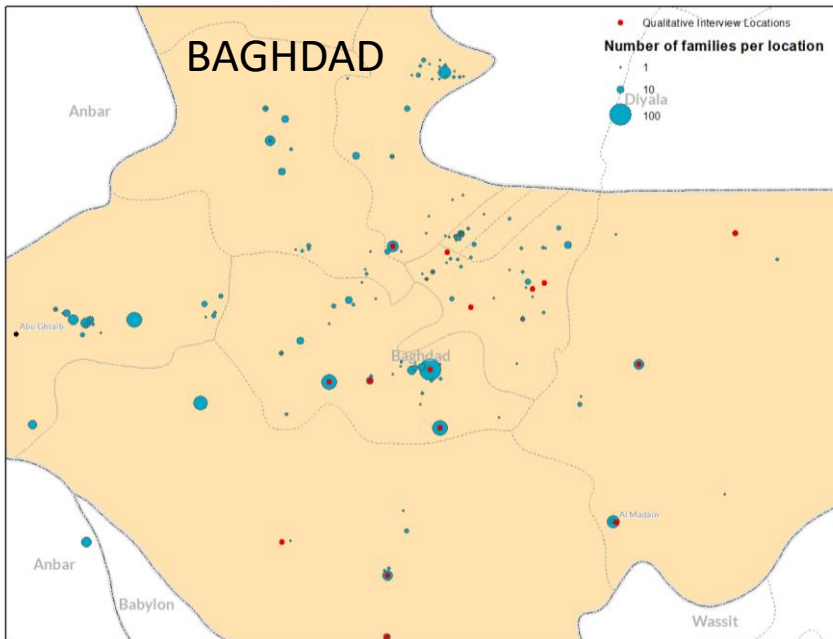 BAGHDAD
Qualitative Interview Locations
Number of families per location
1
10
100
Diyala
Anbar
Abu Ghraib
Baghdad
Al Madain
Anbar
Babylon
Wassit